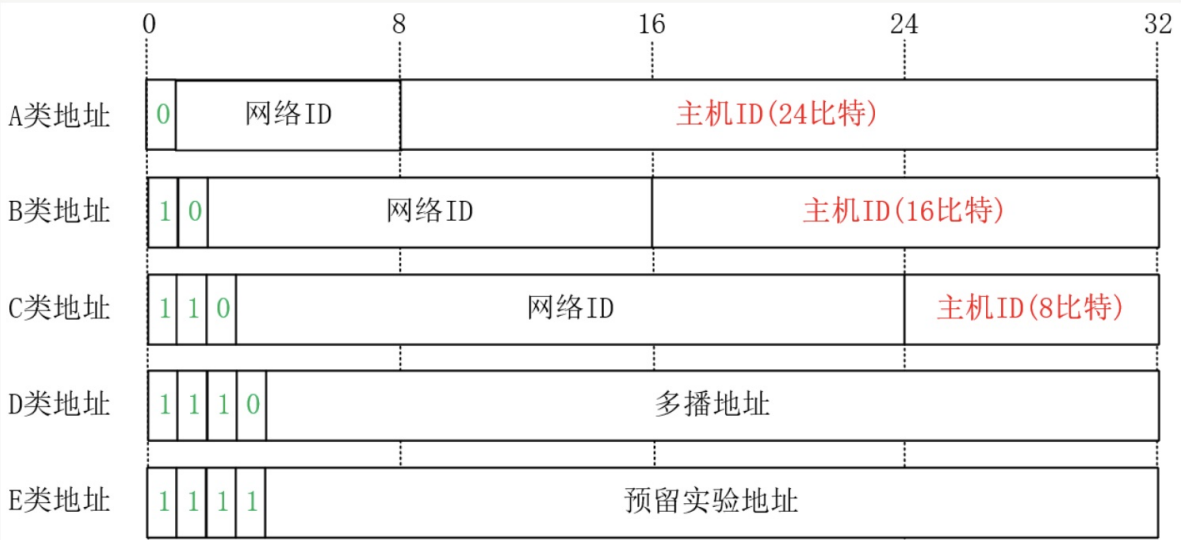 0 8 16 24 32
A类地址 0 网络ID 主机ID(24比特)
B类地址 1 0 网络ID 主机ID(16比特)
C类地址 1 1 0 网络ID 主机ID(8比特)
D类地址 1 1 1 0 多播地址
E类地址 1 1 1 1 预留实验地址